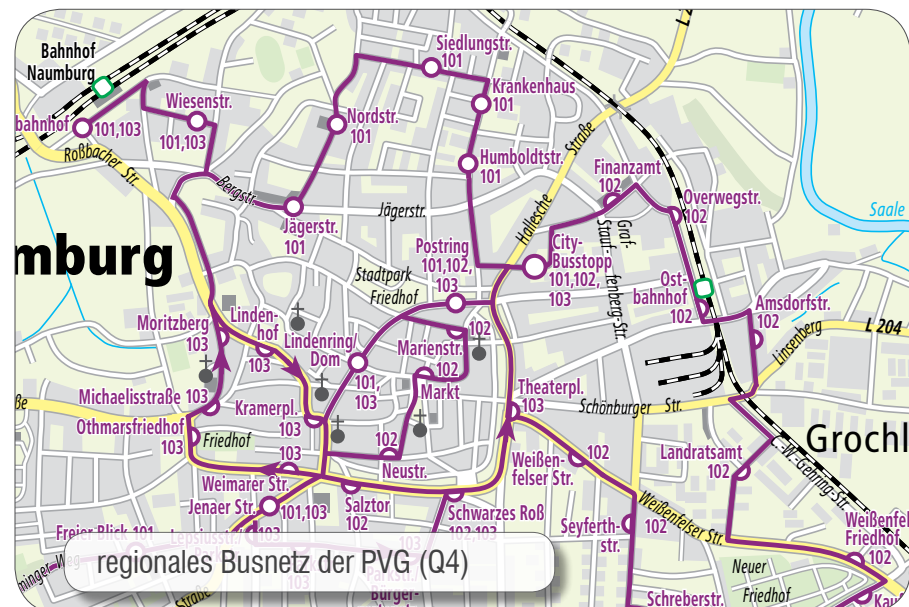 Bahnhof
Naumburg
bahnhof
101,103
Wiesenstr.
101,103
Roßbacher Str.
Bergstr.
Siedlungstr.
101
Krankenhaus
101
Nordstr.
101
Humboldtstr.
101
Jägerstr.
101
Jägerstr.
Hallesche Straße
Finanzamt
102
Overwegstr.
102
Saale
Graf-
Stauf-
fenberg-Str.
City-
Busstopp
101,102,
103
Postring
101,102,
103
Stadtpark
Friedhof
Ost-
bahnhof
102
Amsdorfstr.
102
Linsenberg
L 204
L 2
mburg
Moritzberg
103
Linden-
hof
103
Lindenring/
Dom
101,
103
102
Marienstr.
102
Markt
Theaterpl.
103
Schönburger Str.
Michaelisstraße 103
Othmarsfriedhof
103
Friedhof
Kramerpl.
103
102
Neustr.
Weißen-
felser Str.
102
Landratsamt
102
Grochl
C.-W.-Gehring-Str.
Weimarer Str.
103
Jenaer Str.
101,103
Salztor
102
Schwarzes Roß
102,103
Seyferth-
str.
102
Weißenfelser Str.
Weißenfel
Friedhof
102
Freier Blick 101
Straße
Neuer
Friedhof
Schreberstr.
Kau
regionales Busnetz der PVG (Q4)